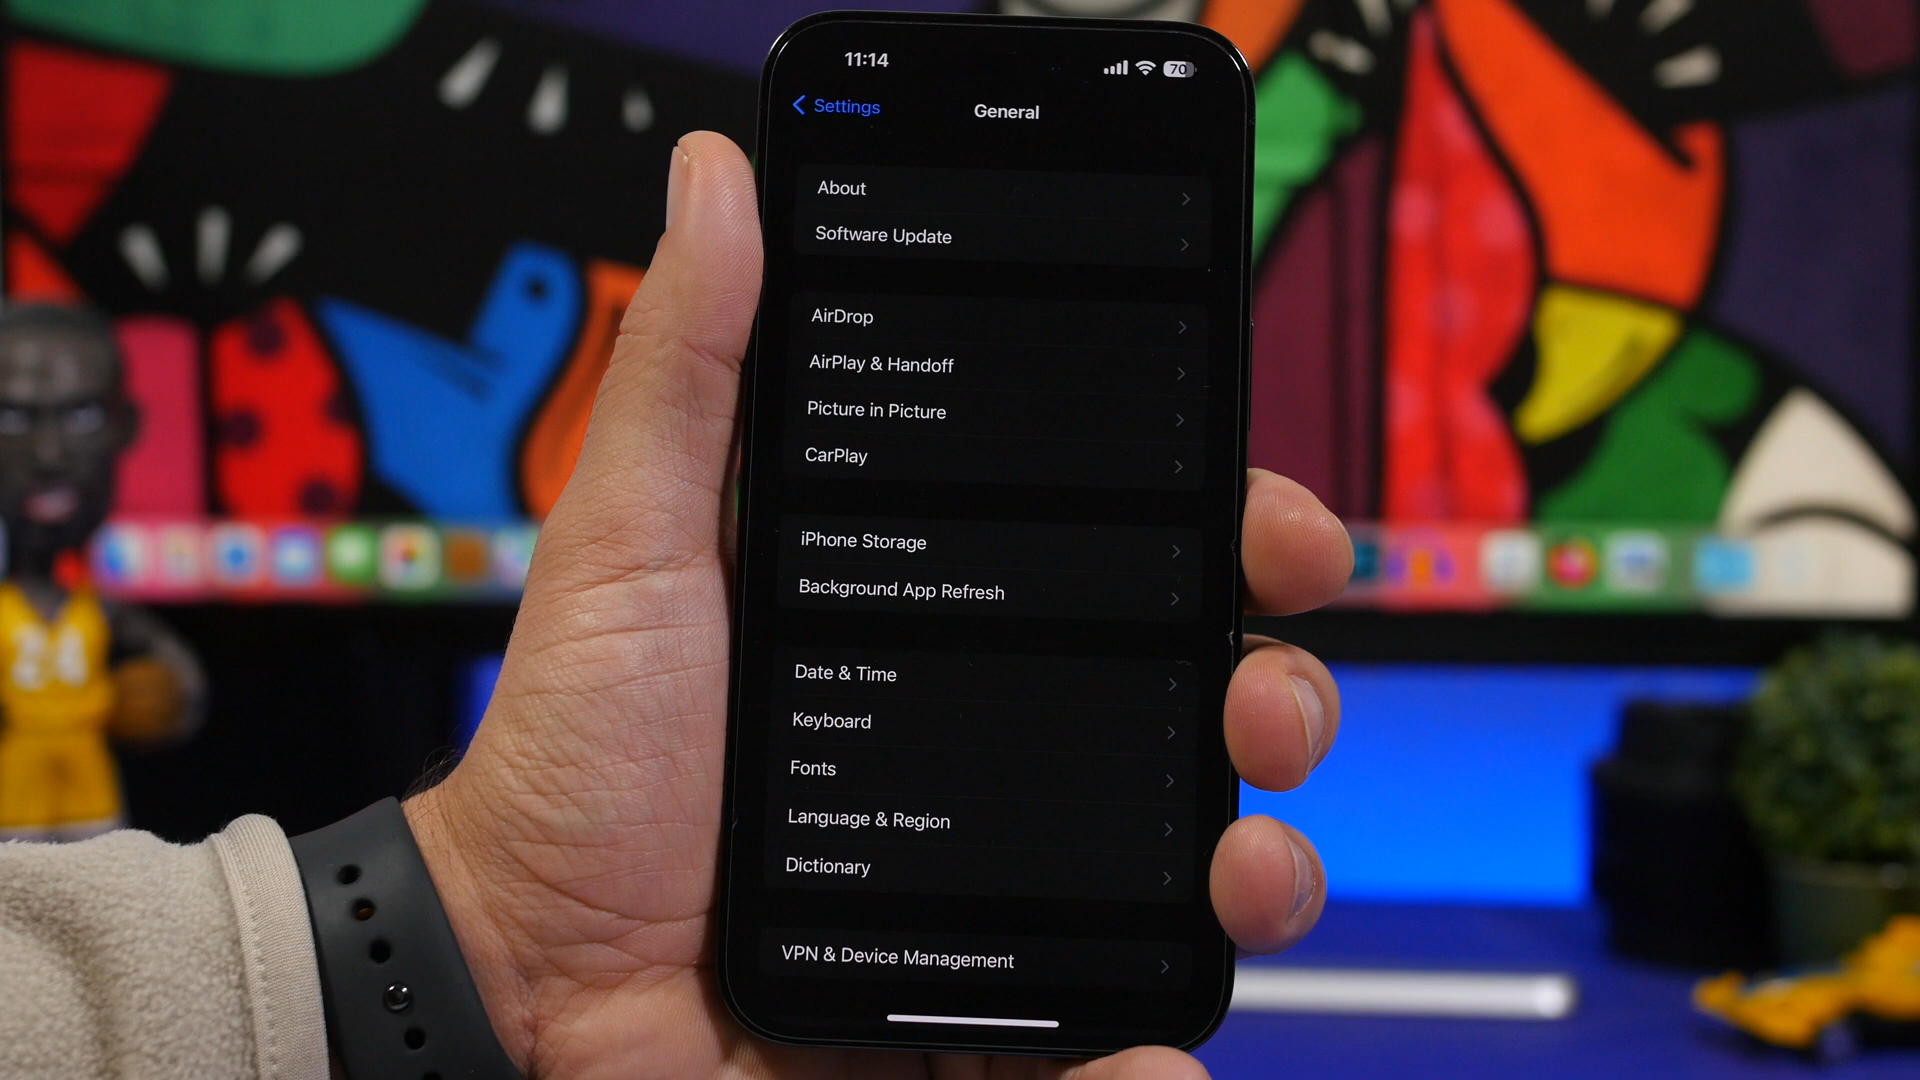 11:14
70
Settings
General
About
Software Update
AirDrop
AirPlay & Handoff
Picture in Picture
CarPlay
iPhone Storage
Background App Refresh
Date & Time
Keyboard
Fonts
Language & Region
Dictionary
VPN & Device Management
24